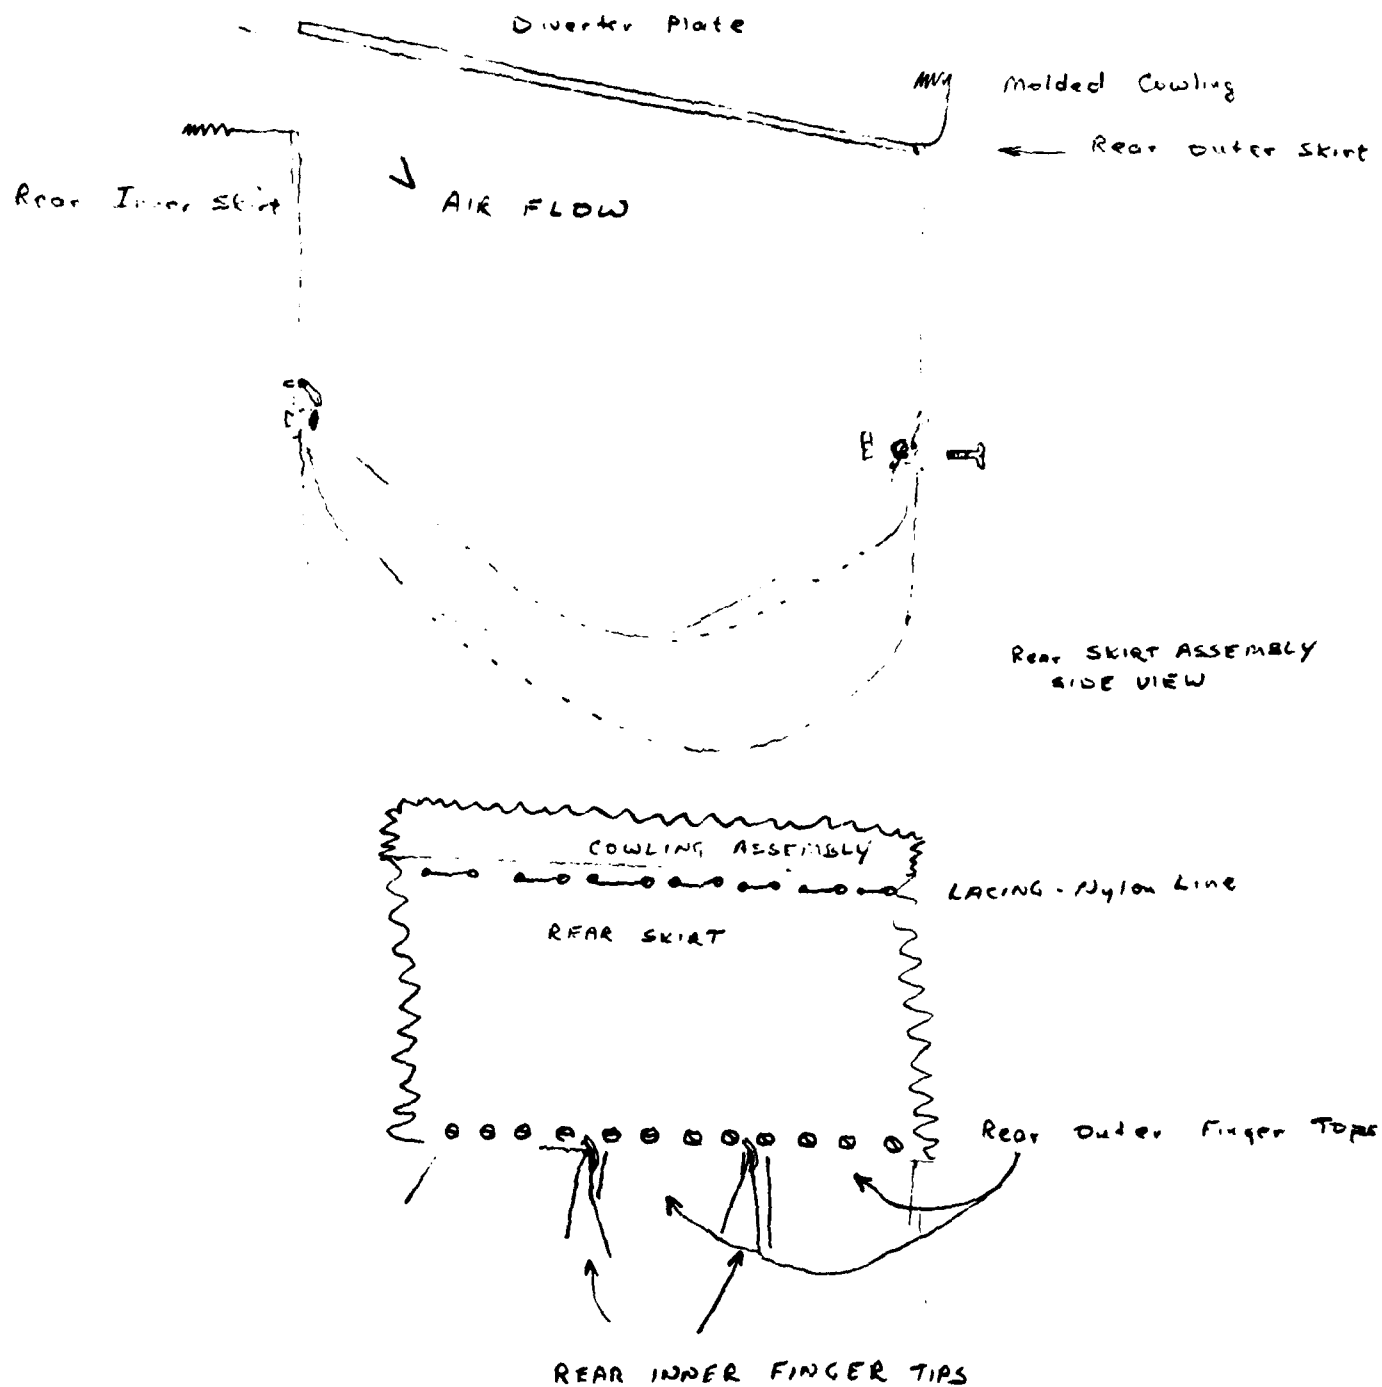 Diverter Plate
Molded Cowling
Rear outer skirt
Rear Inner Skirt
AIR FLOW
Rear SKIRT ASSEMBLY
SIDE VIEW
COWLING ASSEMBLY
LACING - Nylon Line
REAR SKIRT
Rear Outer Finger Tops
REAR INNER FINGER TIPS